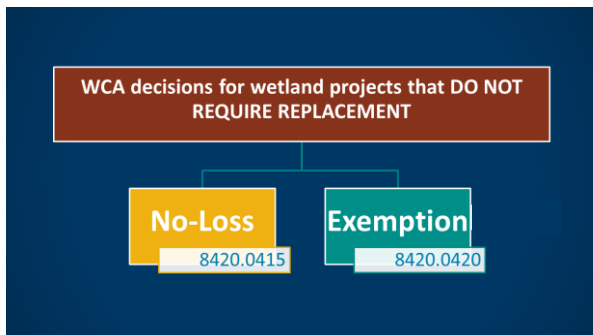 WCA decisions for wetland projects that DO NOT
REQUIRE REPLACEMENT
No-Loss
8420.0415
Exemption
8420.0420